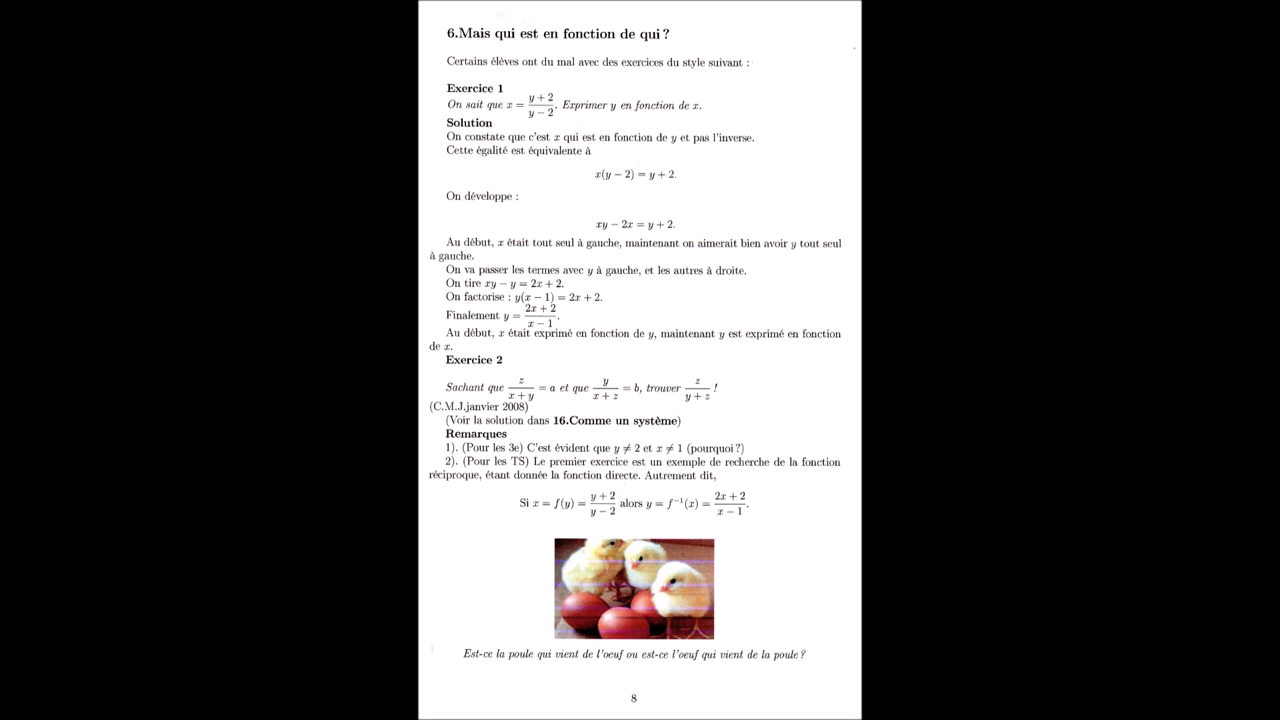 6.Mais qui est en fonction de qui ?
Certains élèves ont du mal avec des exercices du style suivant :
Exercice 1
On sait que x = (y + 2)/(y − 2). Exprimer y en fonction de x.
Solution
On constate que c'est x qui est en fonction de y et pas l'inverse.
Cette égalité est équivalente à
x(y − 2) = y + 2.
On développe :
xy − 2x = y + 2.
Au début, x était tout seul à gauche, maintenant on aimerait bien avoir y tout seul
à gauche.
On va passer les termes avec y à gauche, et les autres à droite.
On tire xy − y = 2x + 2.
On factorise : y(x − 1) = 2x + 2.
Finalement y = (2x + 2)/(x − 1).
Au début, x était exprimé en fonction de y, maintenant y est exprimé en fonction
de x.
Exercice 2
Sachant que z/(x + y) = a et que y/(x + z) = b, trouver z/(y + z) !
(C.M.J.janvier 2008)
(Voir la solution dans 16.Comme un système)
Remarques
1). (Pour les 3e) C'est évident que y ≠ 2 et x ≠ 1 (pourquoi ?)
2). (Pour les TS) Le premier exercice est un exemple de recherche de la fonction
réciproque, étant donnée la fonction directe. Autrement dit,
Si x = f(y) = (y + 2)/(y − 2) alors y = f⁻¹(x) = (2x + 2)/(x − 1).
Est-ce la poule qui vient de l'oeuf ou est-ce l'oeuf qui vient de la poule ?
8